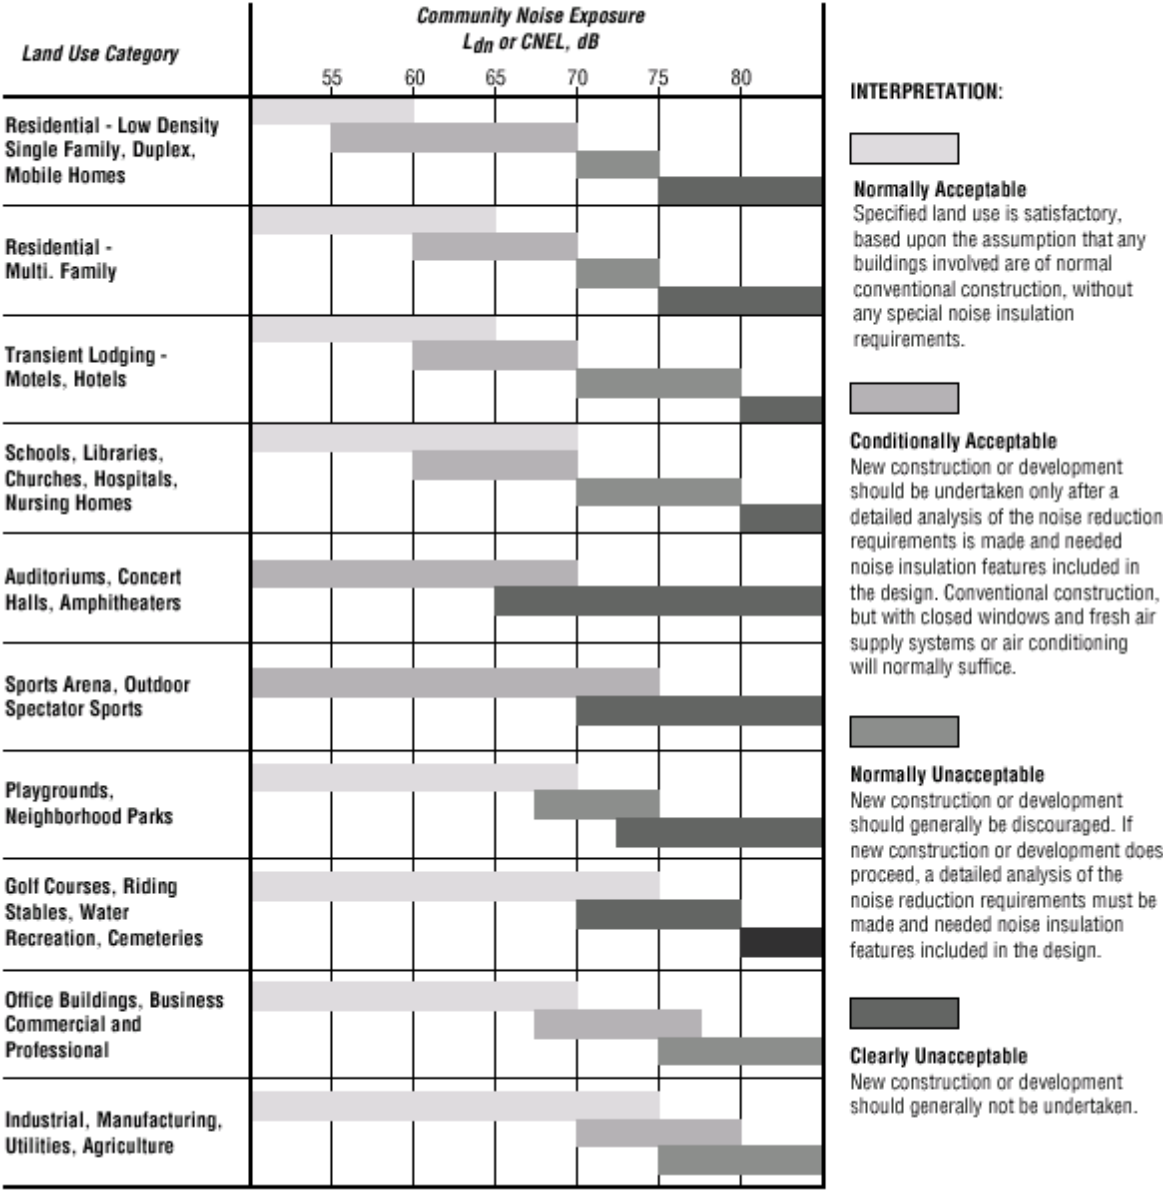 Community Noise Exposure
Ldn or CNEL, dB
Land Use Category
55 60 65 70 75 80
Residential - Low Density
Single Family, Duplex,
Mobile Homes
Residential -
Multi. Family
Transient Lodging -
Motels, Hotels
Schools, Libraries,
Churches, Hospitals,
Nursing Homes
Auditoriums, Concert
Halls, Amphitheaters
Sports Arena, Outdoor
Spectator Sports
Playgrounds,
Neighborhood Parks
Golf Courses, Riding
Stables, Water
Recreation, Cemeteries
Office Buildings, Business
Commercial and
Professional
Industrial, Manufacturing,
Utilities, Agriculture
INTERPRETATION:
Normally Acceptable
Specified land use is satisfactory,
based upon the assumption that any
buildings involved are of normal
conventional construction, without
any special noise insulation
requirements.
Conditionally Acceptable
New construction or development
should be undertaken only after a
detailed analysis of the noise reduction
requirements is made and needed
noise insulation features included in
the design. Conventional construction,
but with closed windows and fresh air
supply systems or air conditioning
will normally suffice.
Normally Unacceptable
New construction or development
should generally be discouraged. If
new construction or development does
proceed, a detailed analysis of the
noise reduction requirements must be
made and needed noise insulation
features included in the design.
Clearly Unacceptable
New construction or development
should generally not be undertaken.